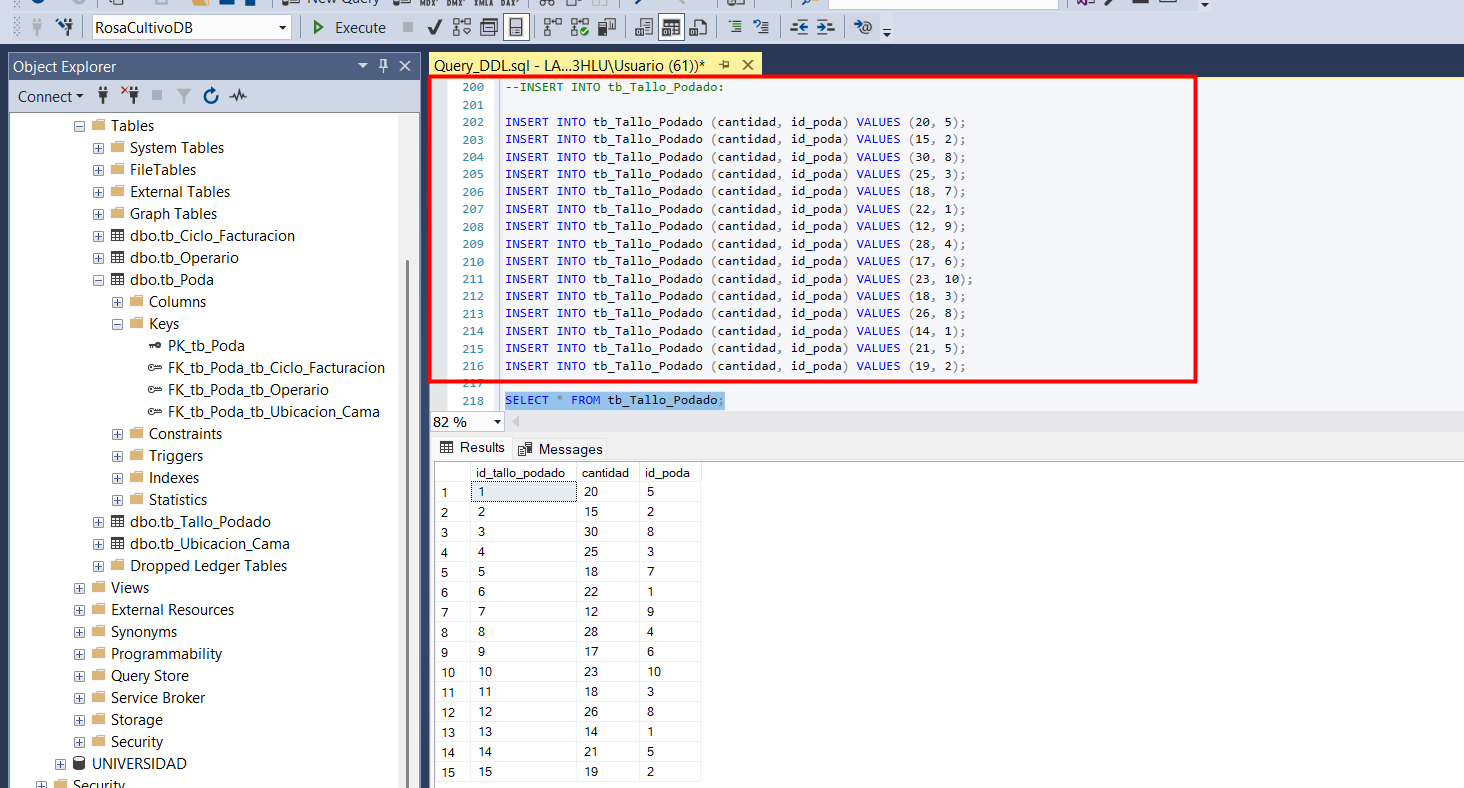 New Query
MDX DMX XMLA DAX
RosaCultivoDB Execute
Object Explorer
Connect
Tables
System Tables
FileTables
External Tables
Graph Tables
dbo.tb_Ciclo_Facturacion
dbo.tb_Operario
dbo.tb_Poda
Columns
Keys
PK_tb_Poda
FK_tb_Poda_tb_Ciclo_Facturacion
FK_tb_Poda_tb_Operario
FK_tb_Poda_tb_Ubicacion_Cama
Constraints
Triggers
Indexes
Statistics
dbo.tb_Tallo_Podado
dbo.tb_Ubicacion_Cama
Dropped Ledger Tables
Views
External Resources
Synonyms
Programmability
Query Store
Service Broker
Storage
Security
UNIVERSIDAD
Security
Query_DDL.sql - LA...3HLU\Usuario (61))*
200 --INSERT INTO tb_Tallo_Podado:
201
202 INSERT INTO tb_Tallo_Podado (cantidad, id_poda) VALUES (20, 5);
203 INSERT INTO tb_Tallo_Podado (cantidad, id_poda) VALUES (15, 2);
204 INSERT INTO tb_Tallo_Podado (cantidad, id_poda) VALUES (30, 8);
205 INSERT INTO tb_Tallo_Podado (cantidad, id_poda) VALUES (25, 3);
206 INSERT INTO tb_Tallo_Podado (cantidad, id_poda) VALUES (18, 7);
207 INSERT INTO tb_Tallo_Podado (cantidad, id_poda) VALUES (22, 1);
208 INSERT INTO tb_Tallo_Podado (cantidad, id_poda) VALUES (12, 9);
209 INSERT INTO tb_Tallo_Podado (cantidad, id_poda) VALUES (28, 4);
210 INSERT INTO tb_Tallo_Podado (cantidad, id_poda) VALUES (17, 6);
211 INSERT INTO tb_Tallo_Podado (cantidad, id_poda) VALUES (23, 10);
212 INSERT INTO tb_Tallo_Podado (cantidad, id_poda) VALUES (18, 3);
213 INSERT INTO tb_Tallo_Podado (cantidad, id_poda) VALUES (26, 8);
214 INSERT INTO tb_Tallo_Podado (cantidad, id_poda) VALUES (14, 1);
215 INSERT INTO tb_Tallo_Podado (cantidad, id_poda) VALUES (21, 5);
216 INSERT INTO tb_Tallo_Podado (cantidad, id_poda) VALUES (19, 2);
217
218 SELECT * FROM tb_Tallo_Podado;
82 %
Results Messages
id_tallo_podado cantidad id_poda
1 1 20 5
2 2 15 2
3 3 30 8
4 4 25 3
5 5 18 7
6 6 22 1
7 7 12 9
8 8 28 4
9 9 17 6
10 10 23 10
11 11 18 3
12 12 26 8
13 13 14 1
14 14 21 5
15 15 19 2